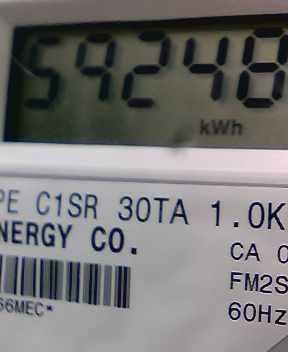 59248
kWh
PE C1SR 30TA 1.0K
NERGY CO.
CA 0
FM2S
66MEC*
60Hz